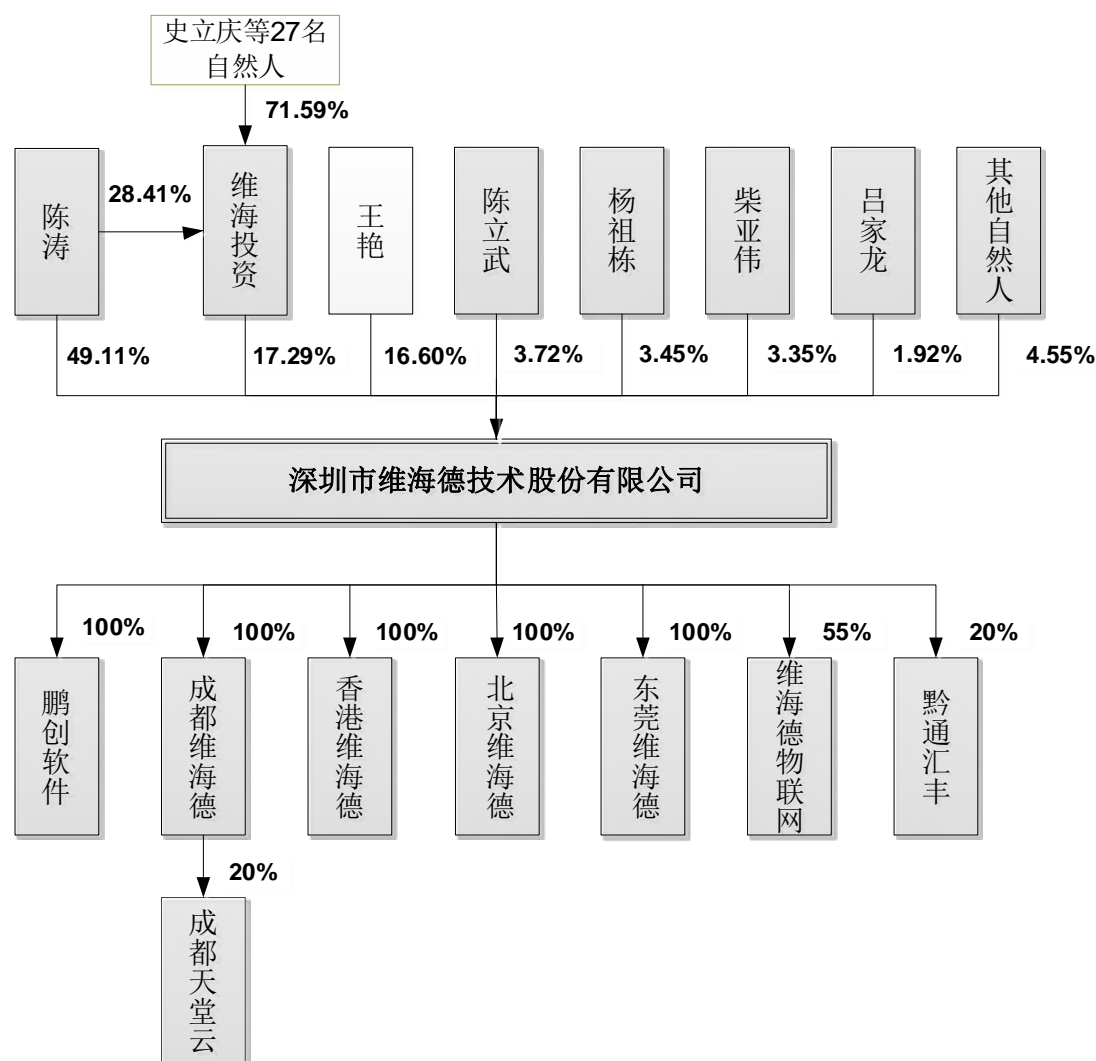 史立庆等27名
自然人
71.59%
陈涛
28.41%
维海投资
王艳
陈立武
杨祖栋
柴亚伟
吕家龙
其他自然人
49.11%
17.29%
16.60%
3.72%
3.45%
3.35%
1.92%
4.55%
深圳市维海德技术股份有限公司
100%
100%
100%
100%
100%
55%
20%
鹏创软件
成都维海德
香港维海德
北京维海德
东莞维海德
维海德物联网
黔通汇丰
20%
成都天堂云